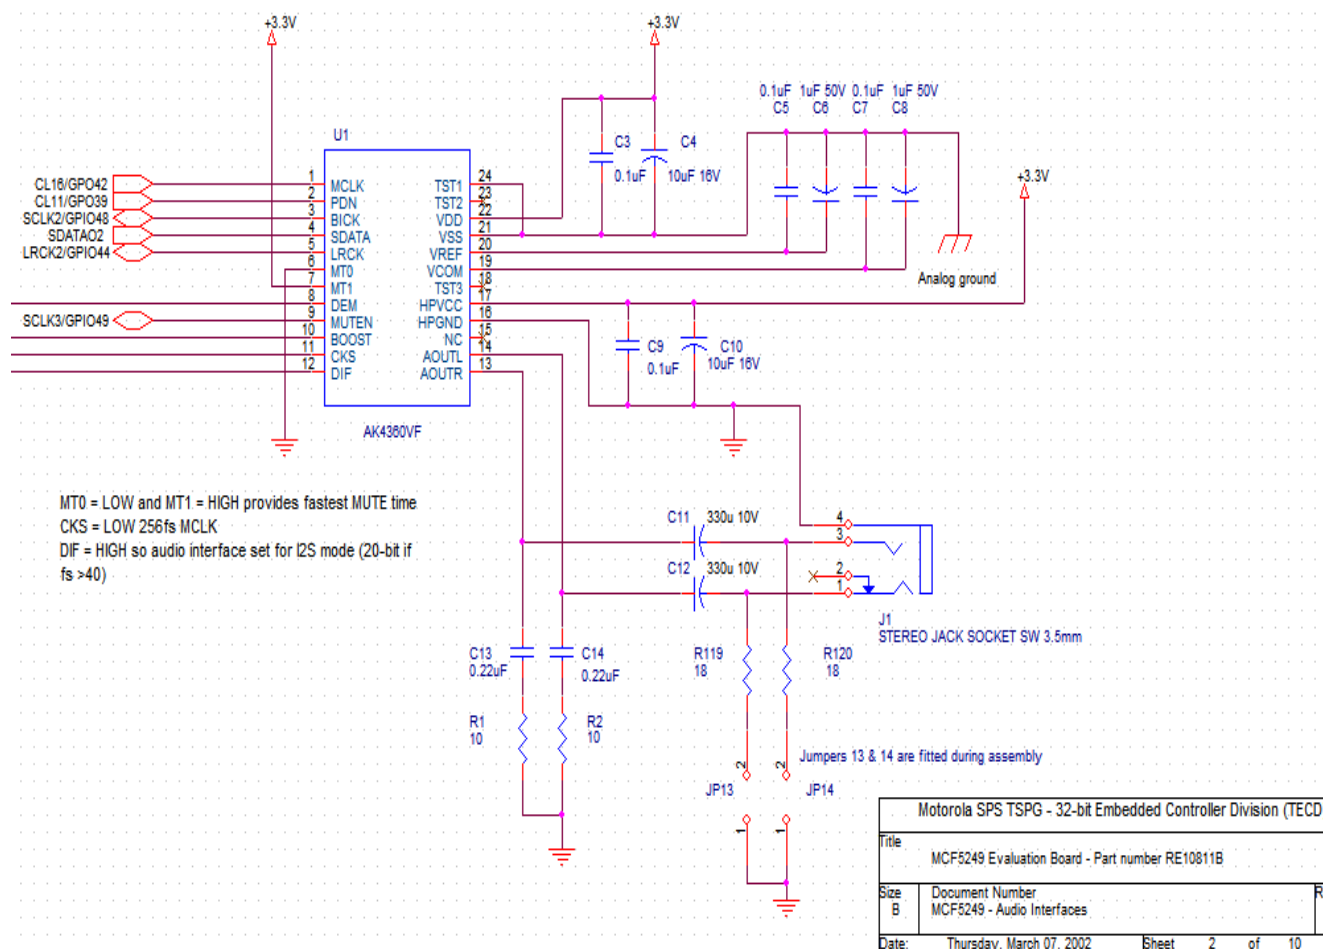 +3.3V
+3.3V
0.1uF 1uF 50V 0.1uF 1uF 50V
C5 C6 C7 C8
U1
C3 C4
0.1uF 10uF 16V
+3.3V
CL16/GPO42 1 MCLK TST1 24
CL11/GPO39 2 PDN TST2 23
SCLK2/GPIO48 3 BICK VDD 22
SDATAO2 4 SDATA VSS 21
LRCK2/GPIO44 5 LRCK VREF 20
6 MT0 VCOM 19
7 MT1 TST3 18
8 DEM HPVCC 17
SCLK3/GPIO49 9 MUTEN HPGND 16
10 BOOST NC 15
11 CKS AOUTL 14
12 DIF AOUTR 13
Analog ground
C9 C10
0.1uF 10uF 16V
AK4360VF
MT0 = LOW and MT1 = HIGH provides fastest MUTE time
CKS = LOW 256fs MCLK
DIF = HIGH so audio interface set for I2S mode (20-bit if
fs >40)
C11 330u 10V 4
3
C12 330u 10V 2
1
J1
STEREO JACK SOCKET SW 3.5mm
C13 C14 R119 R120
0.22uF 0.22uF 18 18
R1 R2
10 10
Jumpers 13 & 14 are fitted during assembly
2 2
JP13 JP14
1 1
Motorola SPS TSPG - 32-bit Embedded Controller Division (TECD
Title
MCF5249 Evaluation Board - Part number RE10811B
Size Document Number R
B MCF5249 - Audio Interfaces
Date: Thursday, March 07, 2002 Sheet 2 of 10